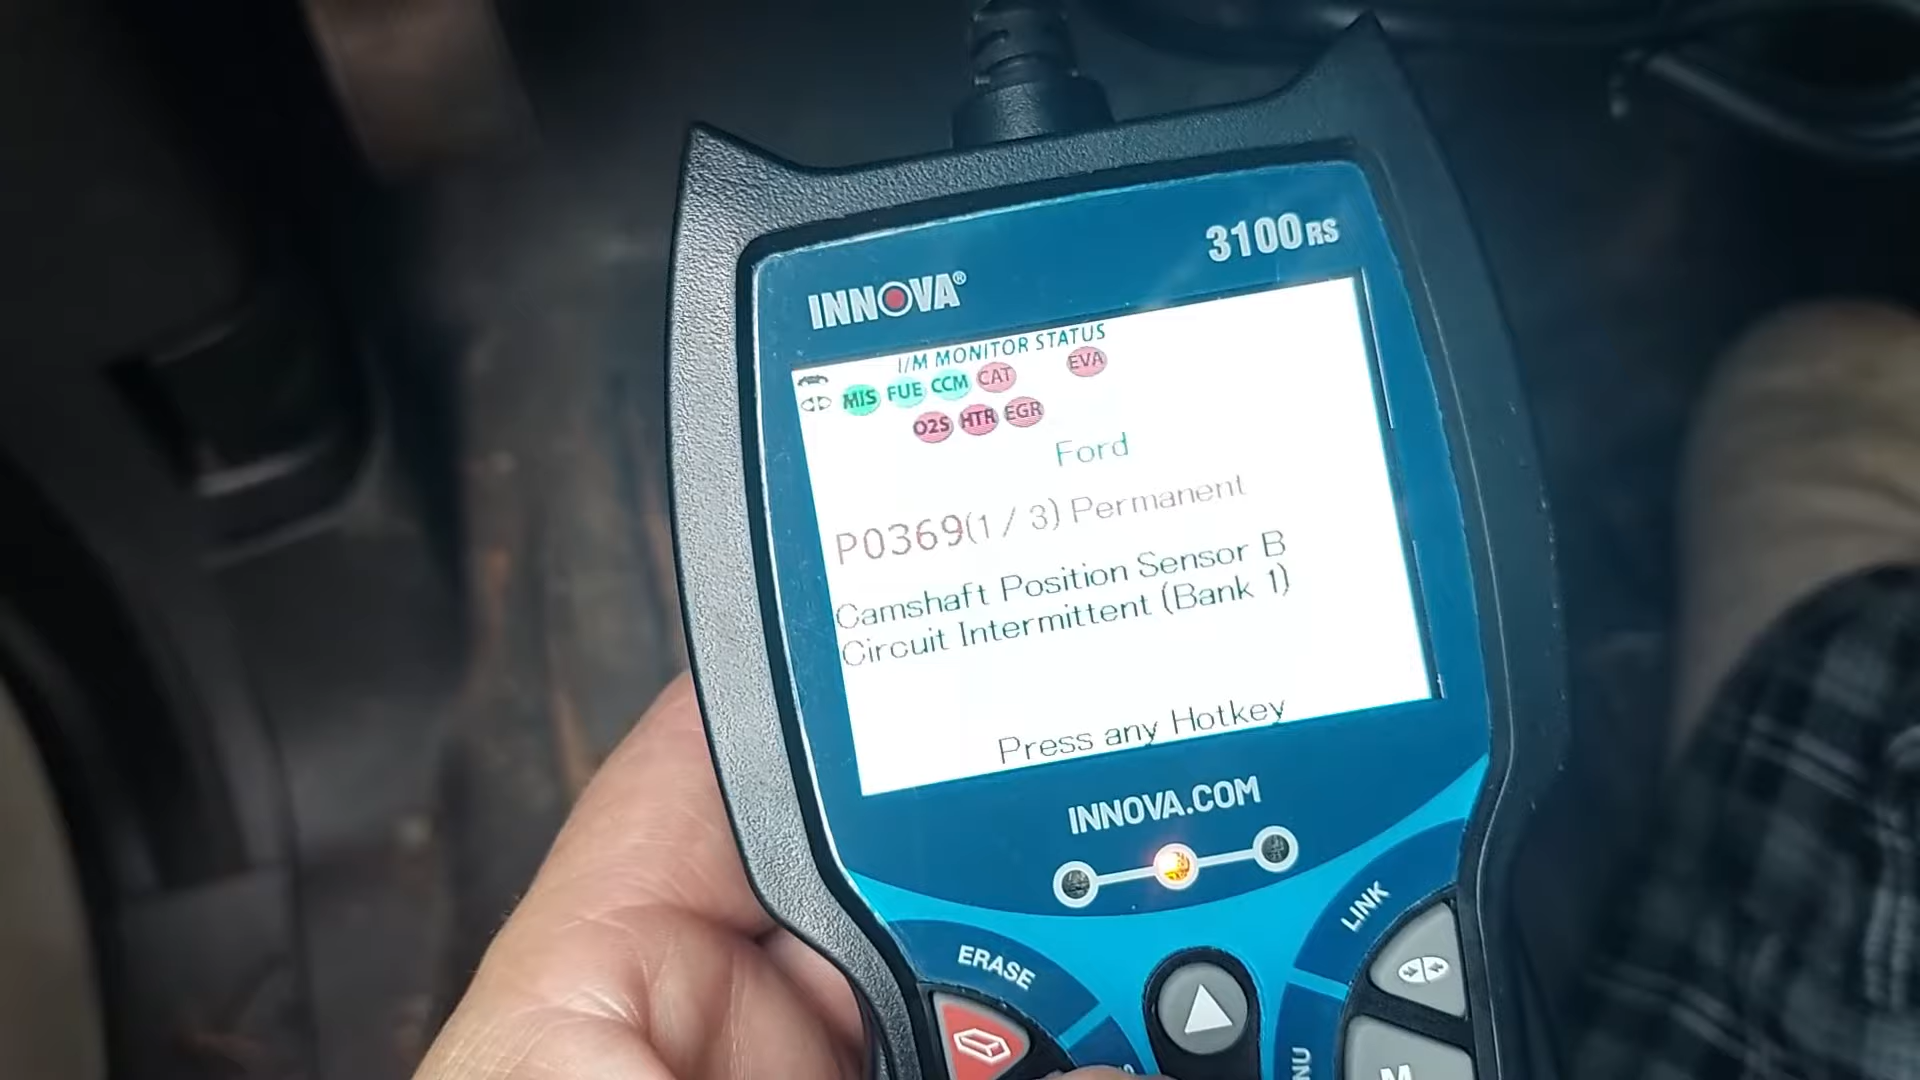 3100RS
INNOVA®
I/M MONITOR STATUS
MIS FUE CCM CAT EVA
O2S HTR EGR
Ford
P0369(1 / 3) Permanent
Camshaft Position Sensor B
Circuit Intermittent (Bank 1)
Press any Hotkey
INNOVA.COM
LINK
ERASE
M